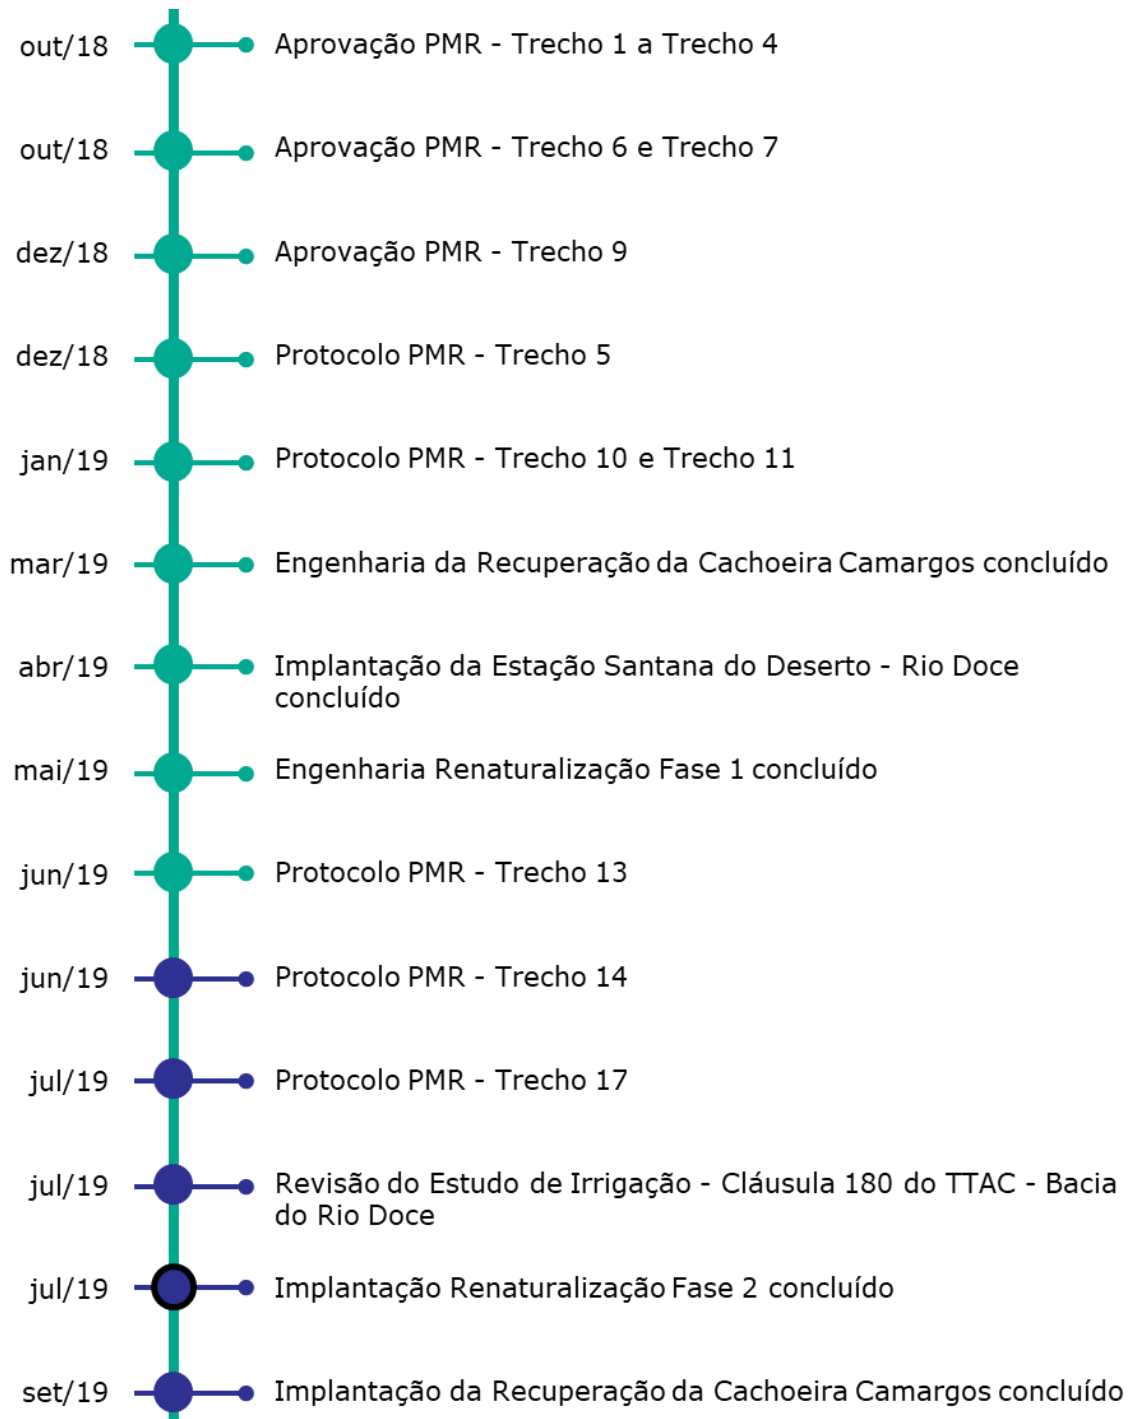 out/18 Aprovação PMR - Trecho 1 a Trecho 4
out/18 Aprovação PMR - Trecho 6 e Trecho 7
dez/18 Aprovação PMR - Trecho 9
dez/18 Protocolo PMR - Trecho 5
jan/19 Protocolo PMR - Trecho 10 e Trecho 11
mar/19 Engenharia da Recuperação da Cachoeira Camargos concluído
abr/19 Implantação da Estação Santana do Deserto - Rio Doce
concluído
mai/19 Engenharia Renaturalização Fase 1 concluído
jun/19 Protocolo PMR - Trecho 13
jun/19 Protocolo PMR - Trecho 14
jul/19 Protocolo PMR - Trecho 17
jul/19 Revisão do Estudo de Irrigação - Cláusula 180 do TTAC - Bacia
do Rio Doce
jul/19 Implantação Renaturalização Fase 2 concluído
set/19 Implantação da Recuperação da Cachoeira Camargos concluído